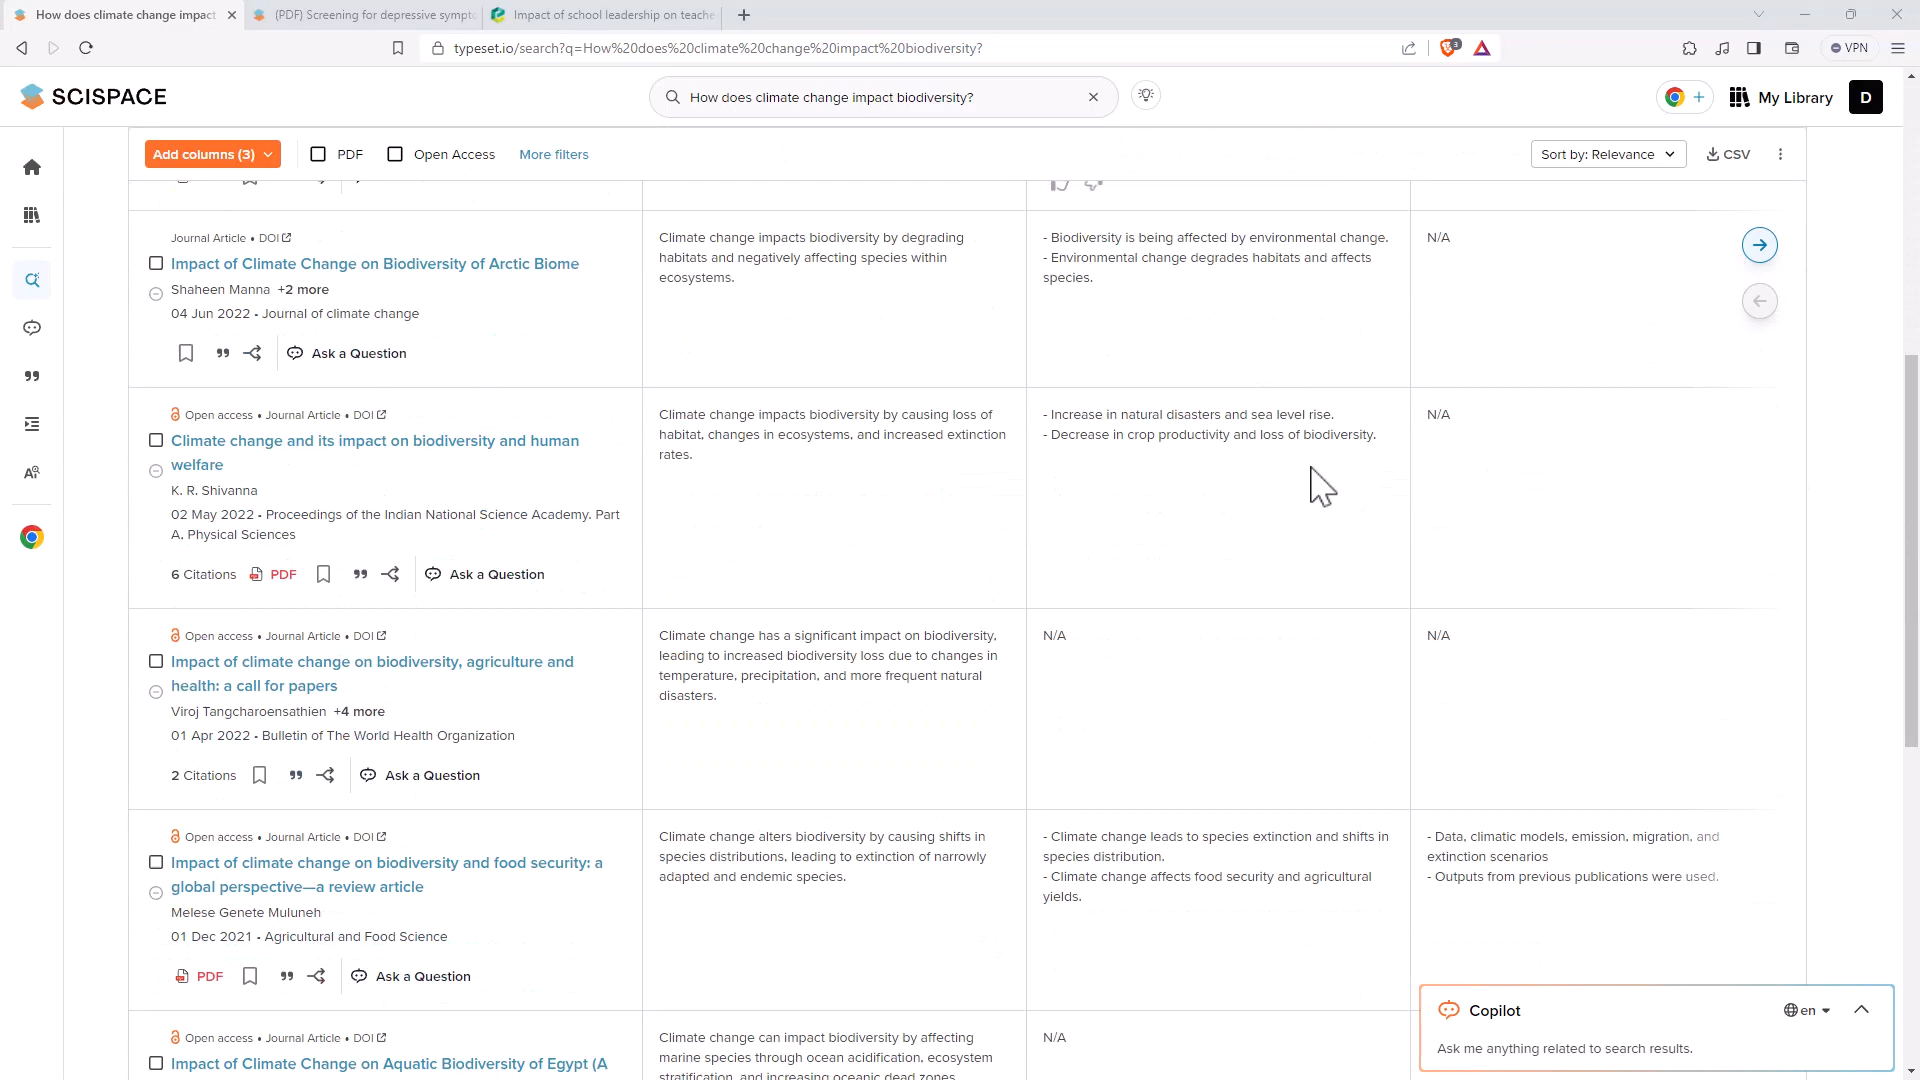 How does climate change impact
(PDF) Screening for depressive sympto
Impact of school leadership on teache
typeset.io/search?q=How%20does%20climate%20change%20impact%20biodiversity?
3
VPN
SCISPACE
How does climate change impact biodiversity?
My Library
D
Add columns (3)
PDF
Open Access
More filters
Sort by: Relevance
CSV
Journal Article • DOI
Impact of Climate Change on Biodiversity of Arctic Biome
Shaheen Manna +2 more
04 Jun 2022 - Journal of climate change
Ask a Question
Climate change impacts biodiversity by degrading
habitats and negatively affecting species within
ecosystems.
- Biodiversity is being affected by environmental change.
- Environmental change degrades habitats and affects
species.
N/A
Open access • Journal Article • DOI
Climate change and its impact on biodiversity and human
welfare
K. R. Shivanna
02 May 2022 - Proceedings of the Indian National Science Academy. Part
A, Physical Sciences
6 Citations PDF Ask a Question
Climate change impacts biodiversity by causing loss of
habitat, changes in ecosystems, and increased extinction
rates.
- Increase in natural disasters and sea level rise.
- Decrease in crop productivity and loss of biodiversity.
N/A
Open access • Journal Article • DOI
Impact of climate change on biodiversity, agriculture and
health: a call for papers
Viroj Tangcharoensathien +4 more
01 Apr 2022 - Bulletin of The World Health Organization
2 Citations Ask a Question
Climate change has a significant impact on biodiversity,
leading to increased biodiversity loss due to changes in
temperature, precipitation, and more frequent natural
disasters.
N/A
N/A
Open access • Journal Article • DOI
Impact of climate change on biodiversity and food security: a
global perspective—a review article
Melese Genete Muluneh
01 Dec 2021 - Agricultural and Food Science
PDF Ask a Question
Climate change alters biodiversity by causing shifts in
species distributions, leading to extinction of narrowly
adapted and endemic species.
- Climate change leads to species extinction and shifts in
species distribution.
- Climate change affects food security and agricultural
yields.
- Data, climatic models, emission, migration, and
extinction scenarios
- Outputs from previous publications were used.
Open access • Journal Article • DOI
Impact of Climate Change on Aquatic Biodiversity of Egypt (A
Climate change can impact biodiversity by affecting
marine species through ocean acidification, ecosystem
stratification, and increasing oceanic dead zones
N/A
Copilot
en
Ask me anything related to search results.